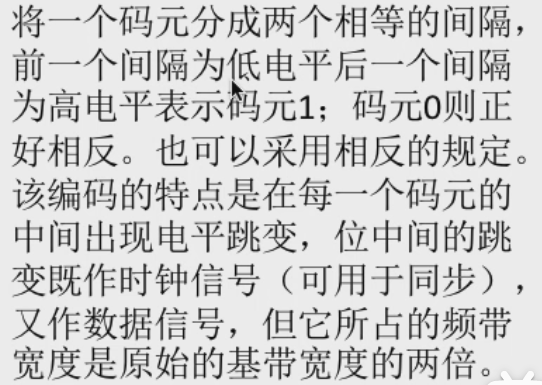 将一个码元分成两个相等的间隔，
前一个间隔为低电平后一个间隔
为高电平表示码元1；码元0则正
好相反。也可以采用相反的规定。
该编码的特点是在每一个码元的
中间出现电平跳变，位中间的跳
变既作时钟信号（可用于同步），
又作数据信号，但它所占的频带
宽度是原始的基带宽度的两倍。